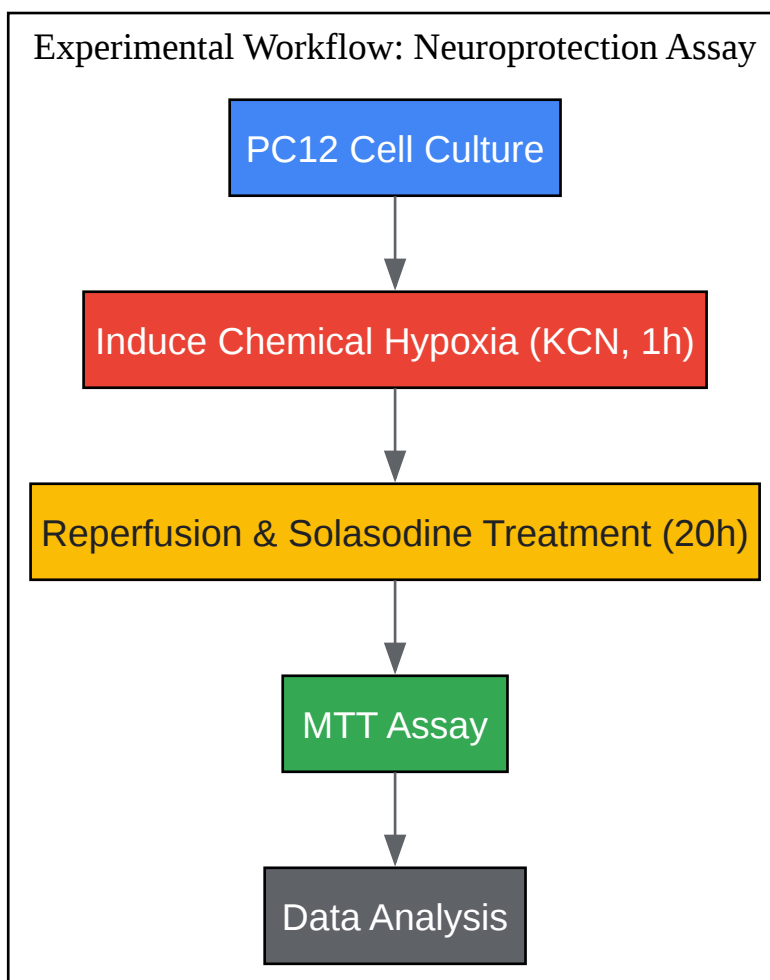 Experimental Workflow: Neuroprotection Assay
PC12 Cell Culture
Induce Chemical Hypoxia (KCN, 1h)
Reperfusion & Solasodine Treatment (20h)
MTT Assay
Data Analysis